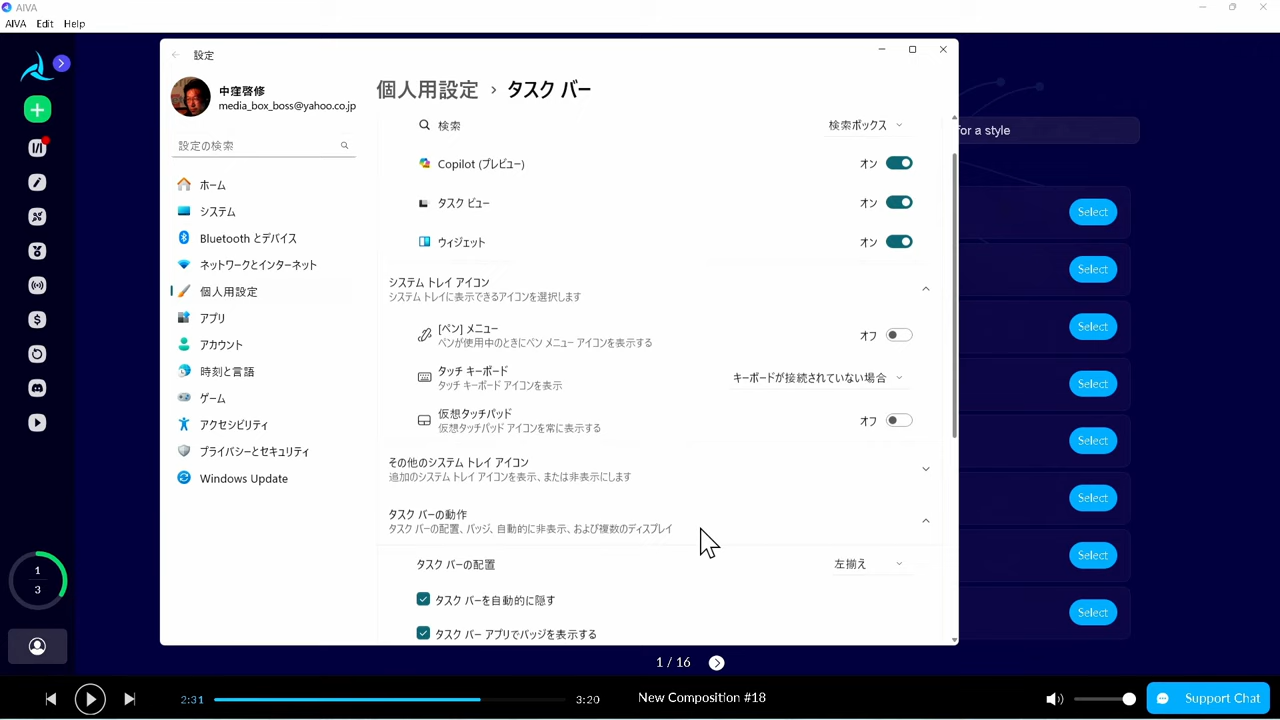 AIVA
AIVA Edit Help
設定
中窪啓修
media_box_boss@yahoo.co.jp
設定の検索
ホーム
システム
Bluetooth とデバイス
ネットワークとインターネット
個人用設定
アプリ
アカウント
時刻と言語
ゲーム
アクセシビリティ
プライバシーとセキュリティ
Windows Update
個人用設定 › タスク バー
検索 検索ボックス
Copilot (プレビュー) オン
タスク ビュー オン
ウィジェット オン
システム トレイ アイコン
システム トレイに表示できるアイコンを選択します
[ペン] メニュー オフ
ペンが使用中のときにペン メニュー アイコンを表示する
タッチ キーボード キーボードが接続されていない場合
タッチ キーボード アイコンを表示
仮想タッチパッド オフ
仮想タッチパッド アイコンを常に表示する
その他のシステム トレイ アイコン
追加のシステム トレイ アイコンを表示、または非表示にします
タスク バーの動作
タスク バーの配置、バッジ、自動的に非表示、および複数のディスプレイ
タスク バーの配置 左揃え
タスク バーを自動的に隠す
タスク バー アプリでバッジを表示する
for a style
Select
Select
Select
Select
Select
Select
Select
Select
1
3
1 / 16
2:31
3:20
New Composition #18
Support Chat